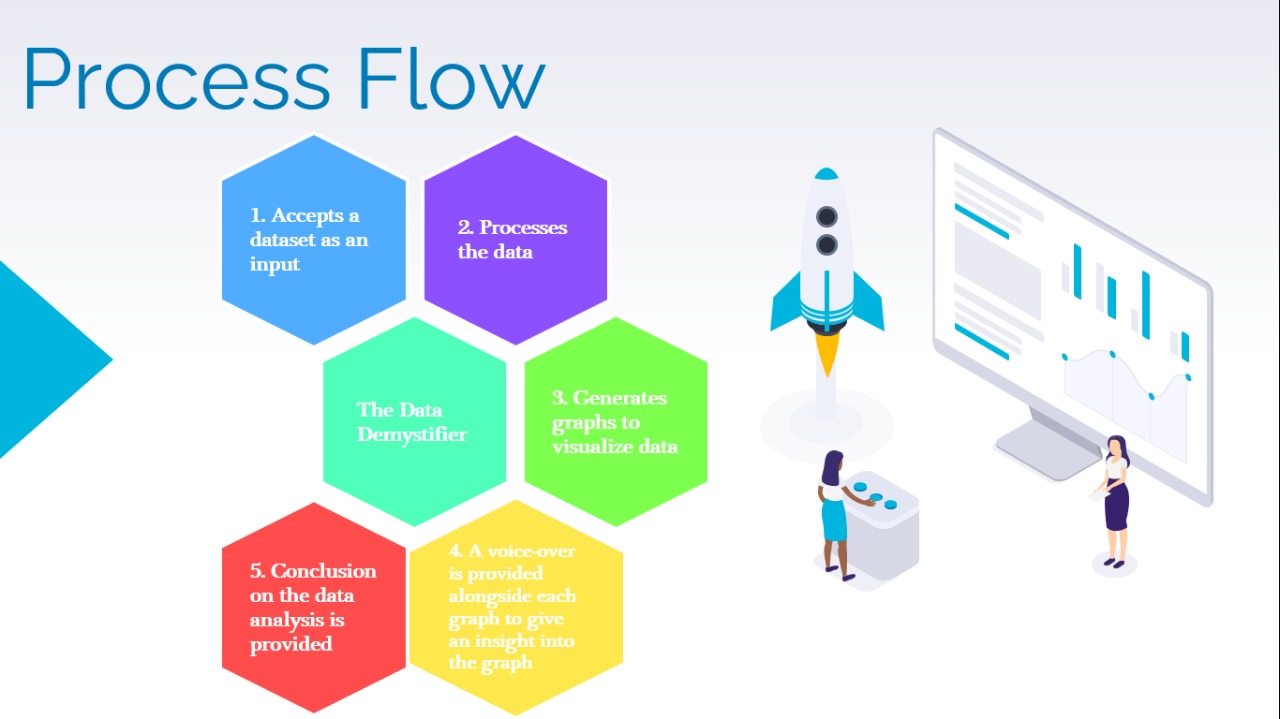 Process Flow
1. Accepts a
dataset as an
input
2. Processes
the data
The Data
Demystifier
3. Generates
graphs to
visualize data
5. Conclusion
on the data
analysis is
provided
4. A voice-over
is provided
alongside each
graph to give
an insight into
the graph